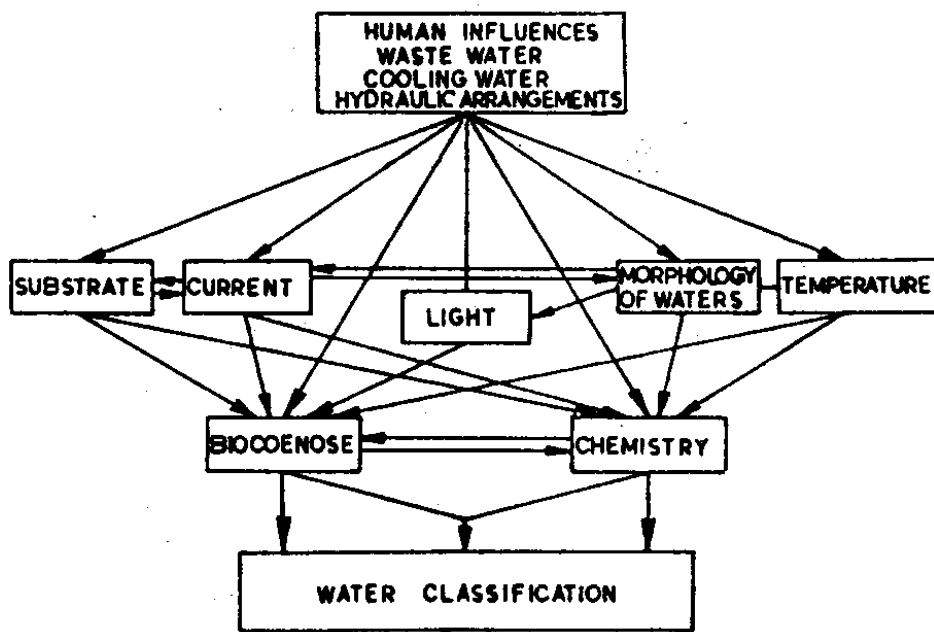 HUMAN INFLUENCES
WASTE WATER
COOLING WATER
HYDRAULIC ARRANGEMENTS
SUBSTRATE
CURRENT
LIGHT
MORPHOLOGY
OF WATERS
TEMPERATURE
BIOCOENOSE
CHEMISTRY
WATER CLASSIFICATION